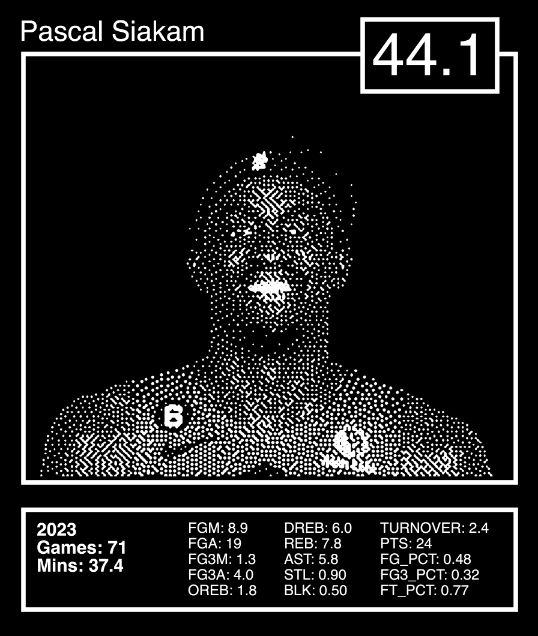 Pascal Siakam
44.1
6
2023
Games: 71
Mins: 37.4
FGM: 8.9
FGA: 19
FG3M: 1.3
FG3A: 4.0
OREB: 1.8
DREB: 6.0
REB: 7.8
AST: 5.8
STL: 0.90
BLK: 0.50
TURNOVER: 2.4
PTS: 24
FG_PCT: 0.48
FG3_PCT: 0.32
FT_PCT: 0.77